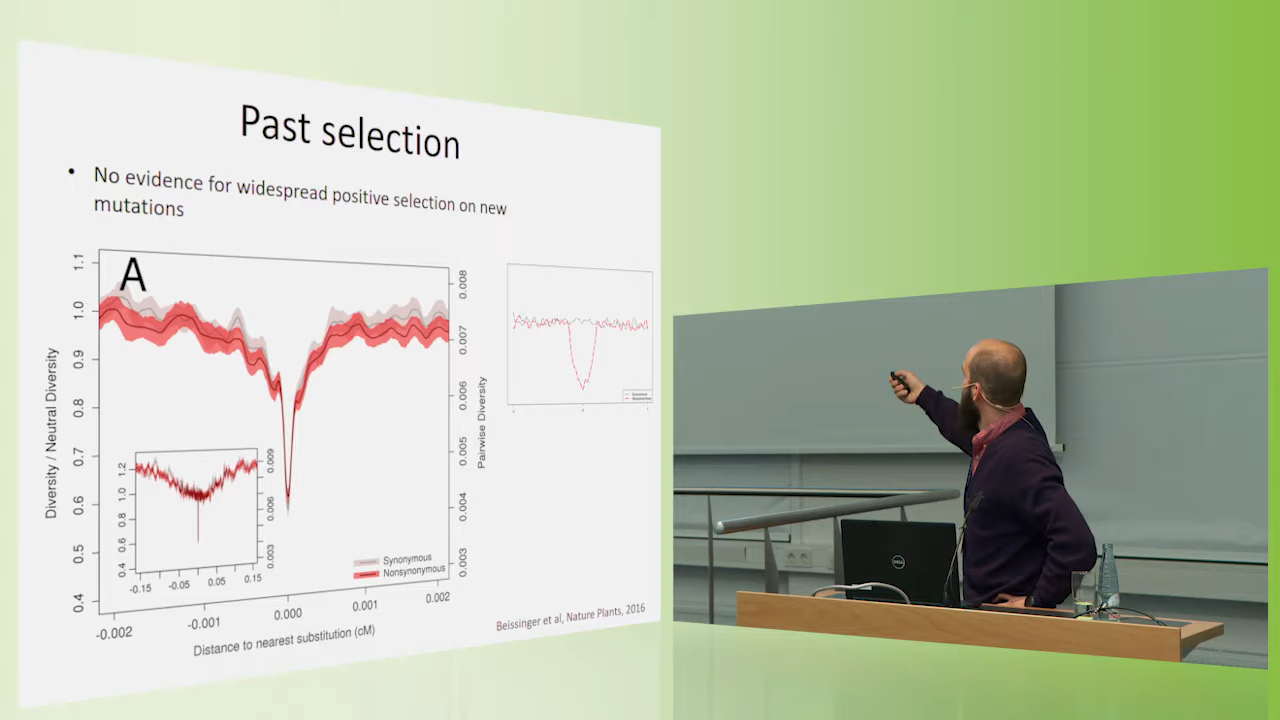 Past selection
• No evidence for widespread positive selection on new
mutations
A
1.1
1.0
0.9
0.8
0.7
0.6
0.5
0.4
Diversity / Neutral Diversity
0.008
0.007
0.006
0.005
0.004
0.003
Pairwise Diversity
1.2
1.0
0.8
0.6
0.4
0.009
0.006
0.003
-0.15
-0.05
0.05
0.15
Synonymous
Nonsynonymous
-0.002
-0.001
0.000
0.001
0.002
Distance to nearest substitution (cM)
Beissinger et al, Nature Plants, 2016
DELL